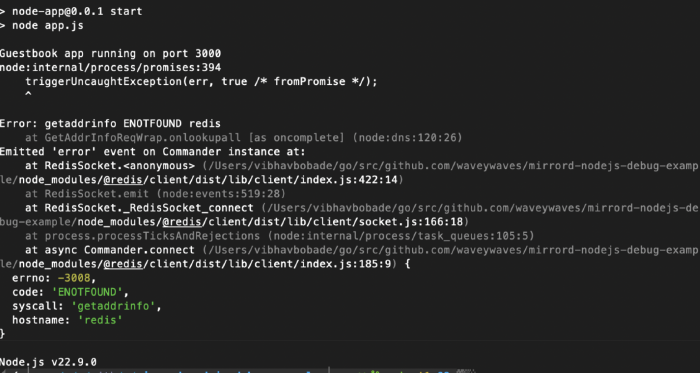 > node-app@0.0.1 start
> node app.js
Guestbook app running on port 3000
node:internal/process/promises:394
triggerUncaughtException(err, true /* fromPromise */);
^
Error: getaddrinfo ENOTFOUND redis
at GetAddrInfoReqWrap.onlookupall [as oncomplete] (node:dns:120:26)
Emitted 'error' event on Commander instance at:
at RedisSocket.<anonymous> (/Users/vibhavbobade/go/src/github.com/waveywaves/mirrord-nodejs-debug-examp
le/node_modules/@redis/client/dist/lib/client/index.js:422:14)
at RedisSocket.emit (node:events:519:28)
at RedisSocket._RedisSocket_connect (/Users/vibhavbobade/go/src/github.com/waveywaves/mirrord-nodejs-de
bug-example/node_modules/@redis/client/dist/lib/client/socket.js:166:18)
at process.processTicksAndRejections (node:internal/process/task_queues:105:5)
at async Commander.connect (/Users/vibhavbobade/go/src/github.com/waveywaves/mirrord-nodejs-debug-examp
le/node_modules/@redis/client/dist/lib/client/index.js:185:9) {
errno: -3008,
code: 'ENOTFOUND',
syscall: 'getaddrinfo',
hostname: 'redis'
}
Node.js v22.9.0